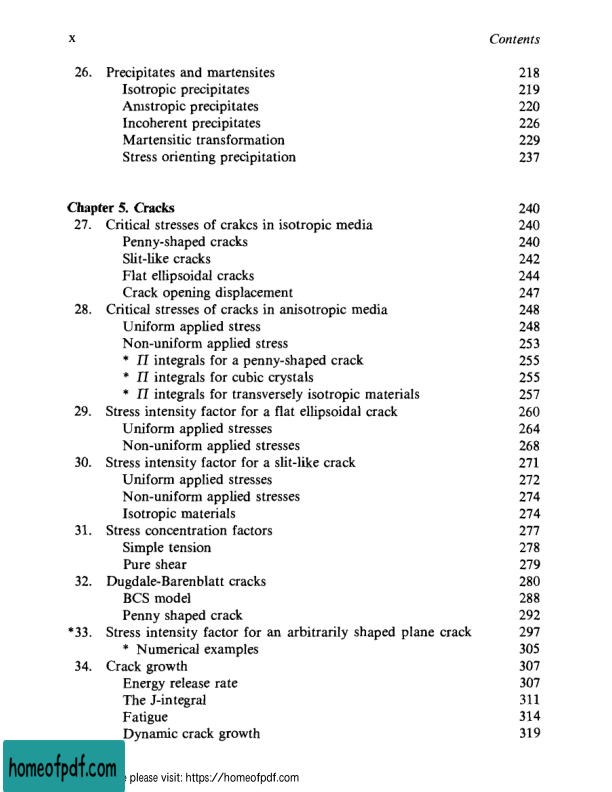 x Contents
26. Precipitates and martensites 218
Isotropic precipitates 219
Anistropic precipitates 220
Incoherent precipitates 226
Martensitic transformation 229
Stress orienting precipitation 237
Chapter 5. Cracks 240
27. Critical stresses of crakcs in isotropic media 240
Penny-shaped cracks 240
Slit-like cracks 242
Flat ellipsoidal cracks 244
Crack opening displacement 247
28. Critical stresses of cracks in anisotropic media 248
Uniform applied stress 248
Non-uniform applied stress 253
* Π integrals for a penny-shaped crack 255
* Π integrals for cubic crystals 255
* Π integrals for transversely isotropic materials 257
29. Stress intensity factor for a flat ellipsoidal crack 260
Uniform applied stresses 264
Non-uniform applied stresses 268
30. Stress intensity factor for a slit-like crack 271
Uniform applied stresses 272
Non-uniform applied stresses 274
Isotropic materials 274
31. Stress concentration factors 277
Simple tension 278
Pure shear 279
32. Dugdale-Barenblatt cracks 280
BCS model 288
Penny shaped crack 292
*33. Stress intensity factor for an arbitrarily shaped plane crack 297
* Numerical examples 305
34. Crack growth 307
Energy release rate 307
The J-integral 311
Fatigue 314
Dynamic crack growth 319
homeofpdf.com please visit: https://homeofpdf.com